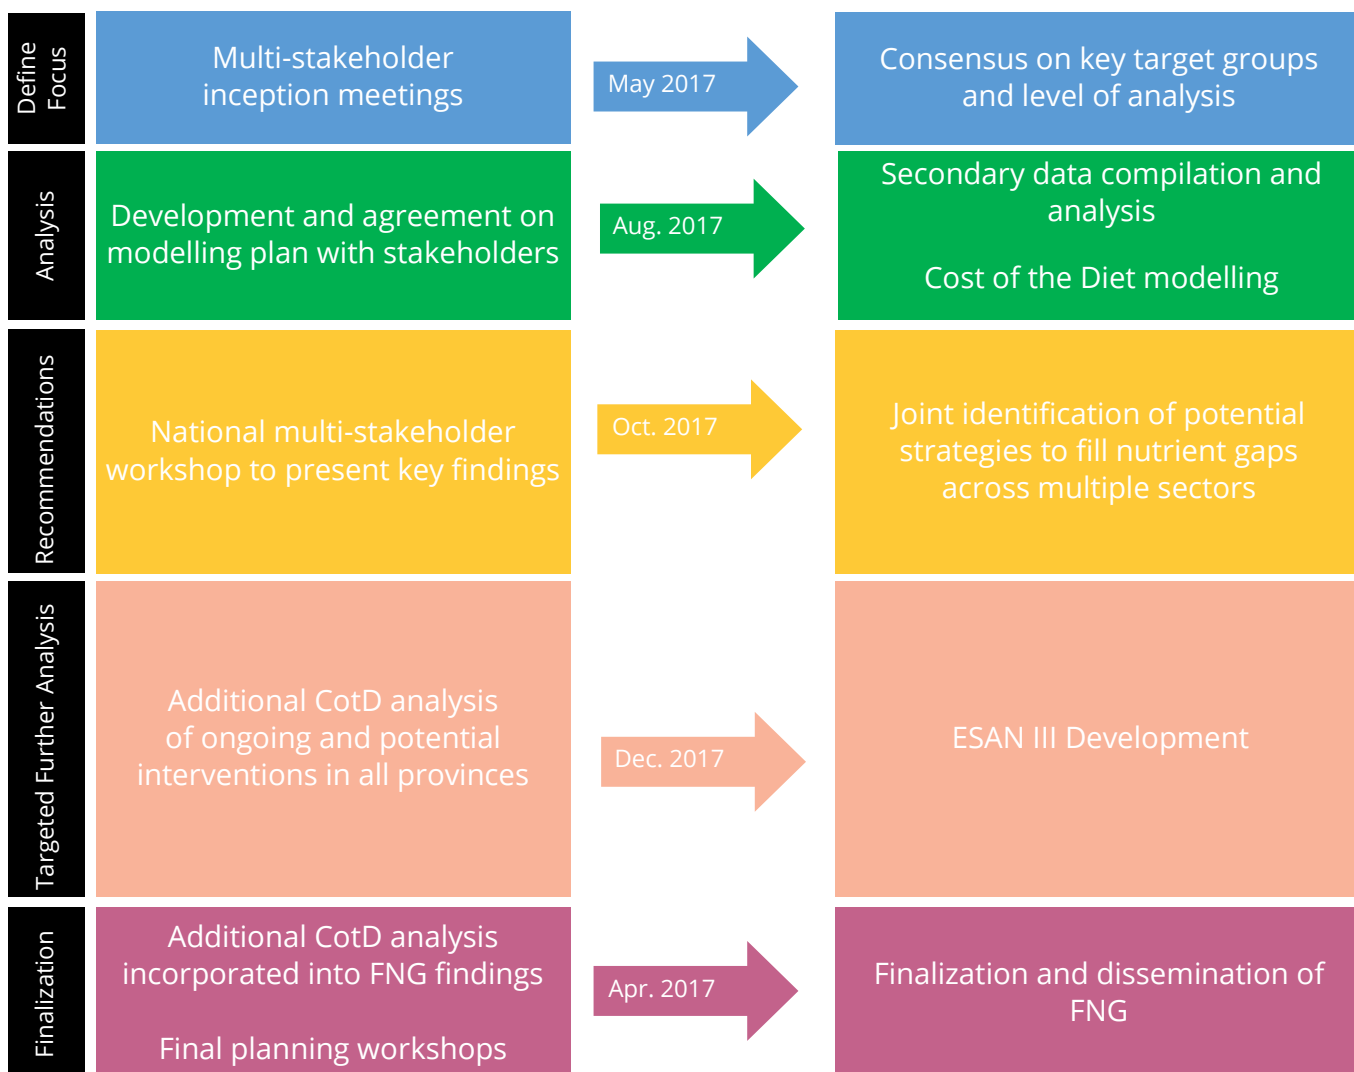 Define
Focus
Multi-stakeholder
inception meetings
May 2017
Consensus on key target groups
and level of analysis
Analysis
Development and agreement on
modelling plan with stakeholders
Aug. 2017
Secondary data compilation and
analysis
Cost of the Diet modelling
Recommendations
National multi-stakeholder
workshop to present key findings
Oct. 2017
Joint identification of potential
strategies to fill nutrient gaps
across multiple sectors
Targeted Further Analysis
Additional CotD analysis
of ongoing and potential
interventions in all provinces
Dec. 2017
ESAN III Development
Finalization
Additional CotD analysis
incorporated into FNG findings
Final planning workshops
Apr. 2017
Finalization and dissemination of
FNG